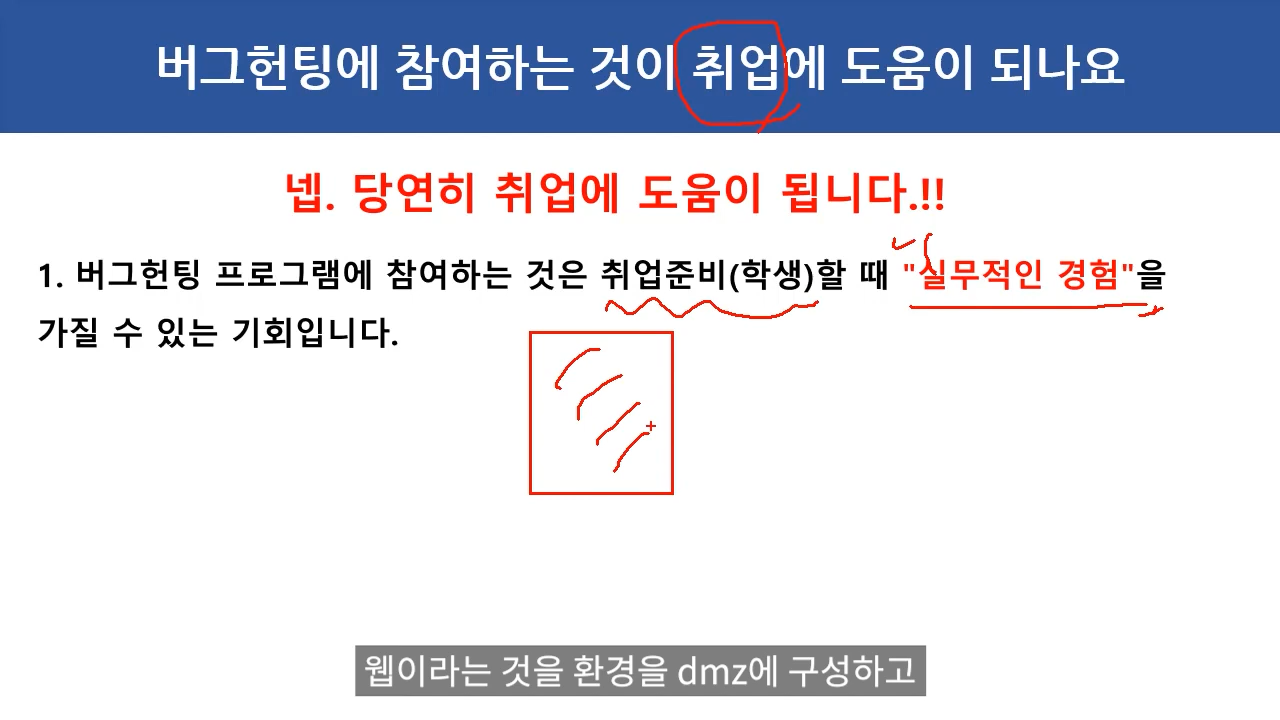 버그헌팅에 참여하는 것이 취업에 도움이 되나요
넵. 당연히 취업에 도움이 됩니다.!!
1. 버그헌팅 프로그램에 참여하는 것은 취업준비(학생)할 때 "실무적인 경험"을
가질 수 있는 기회입니다.
웹이라는 것을 환경을 dmz에 구성하고